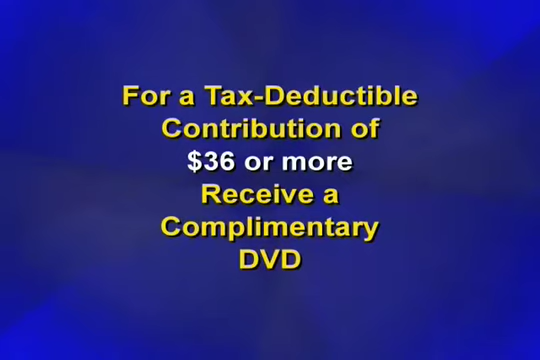 For a Tax-Deductible
Contribution of
$36 or more
Receive a
Complimentary
DVD